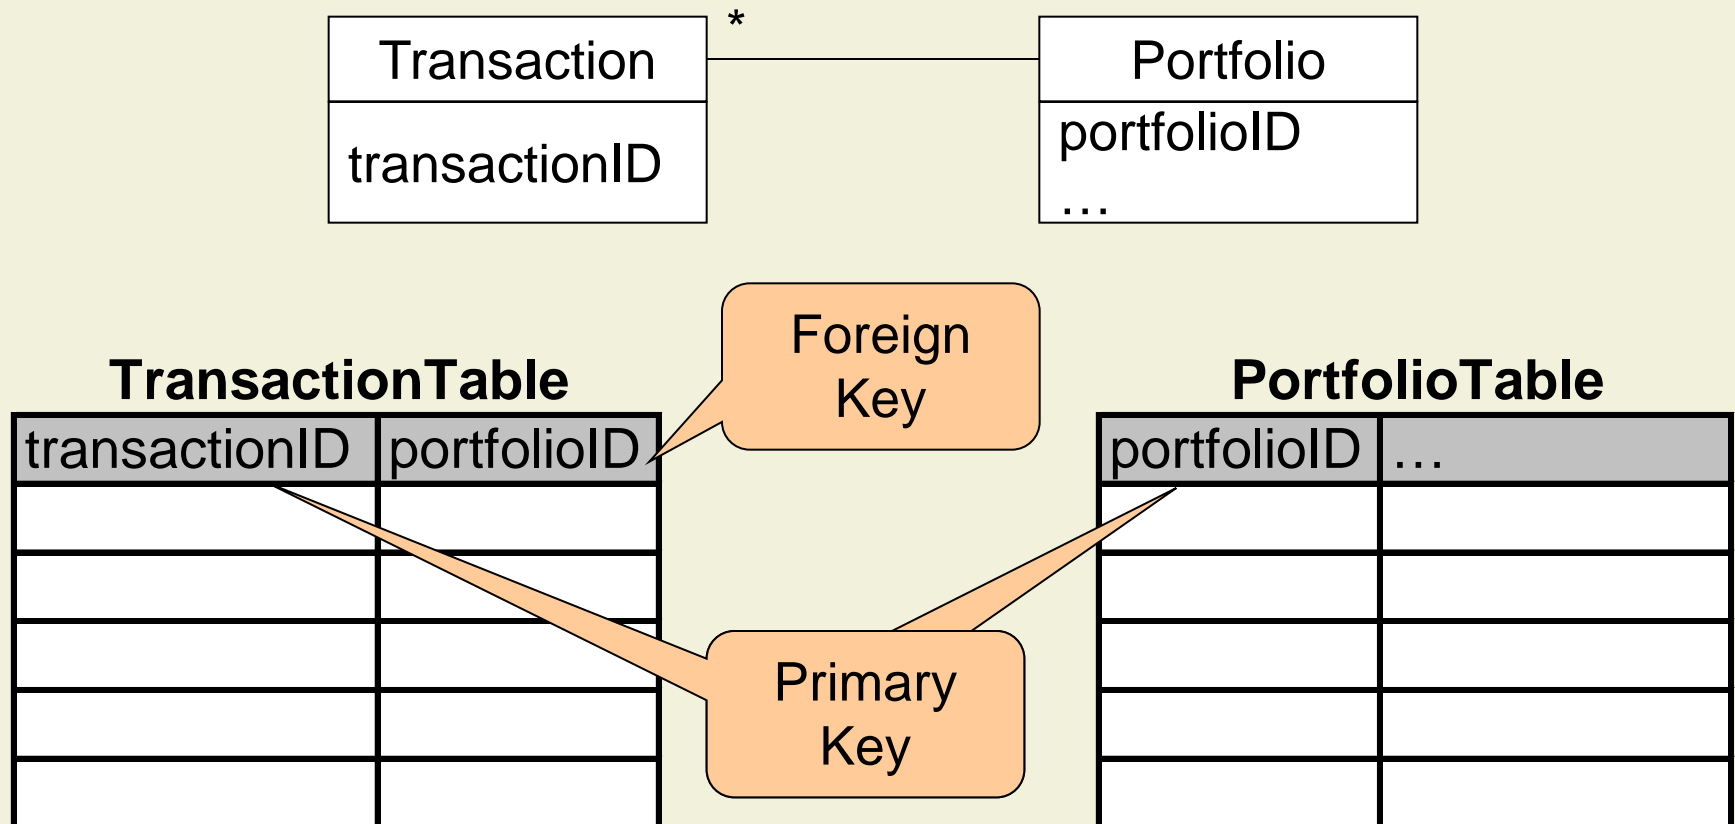 *
Transaction
Portfolio
transactionID
portfolioID
…
Foreign
Key
TransactionTable
PortfolioTable
transactionID
portfolioID
portfolioID
…
Primary
Key